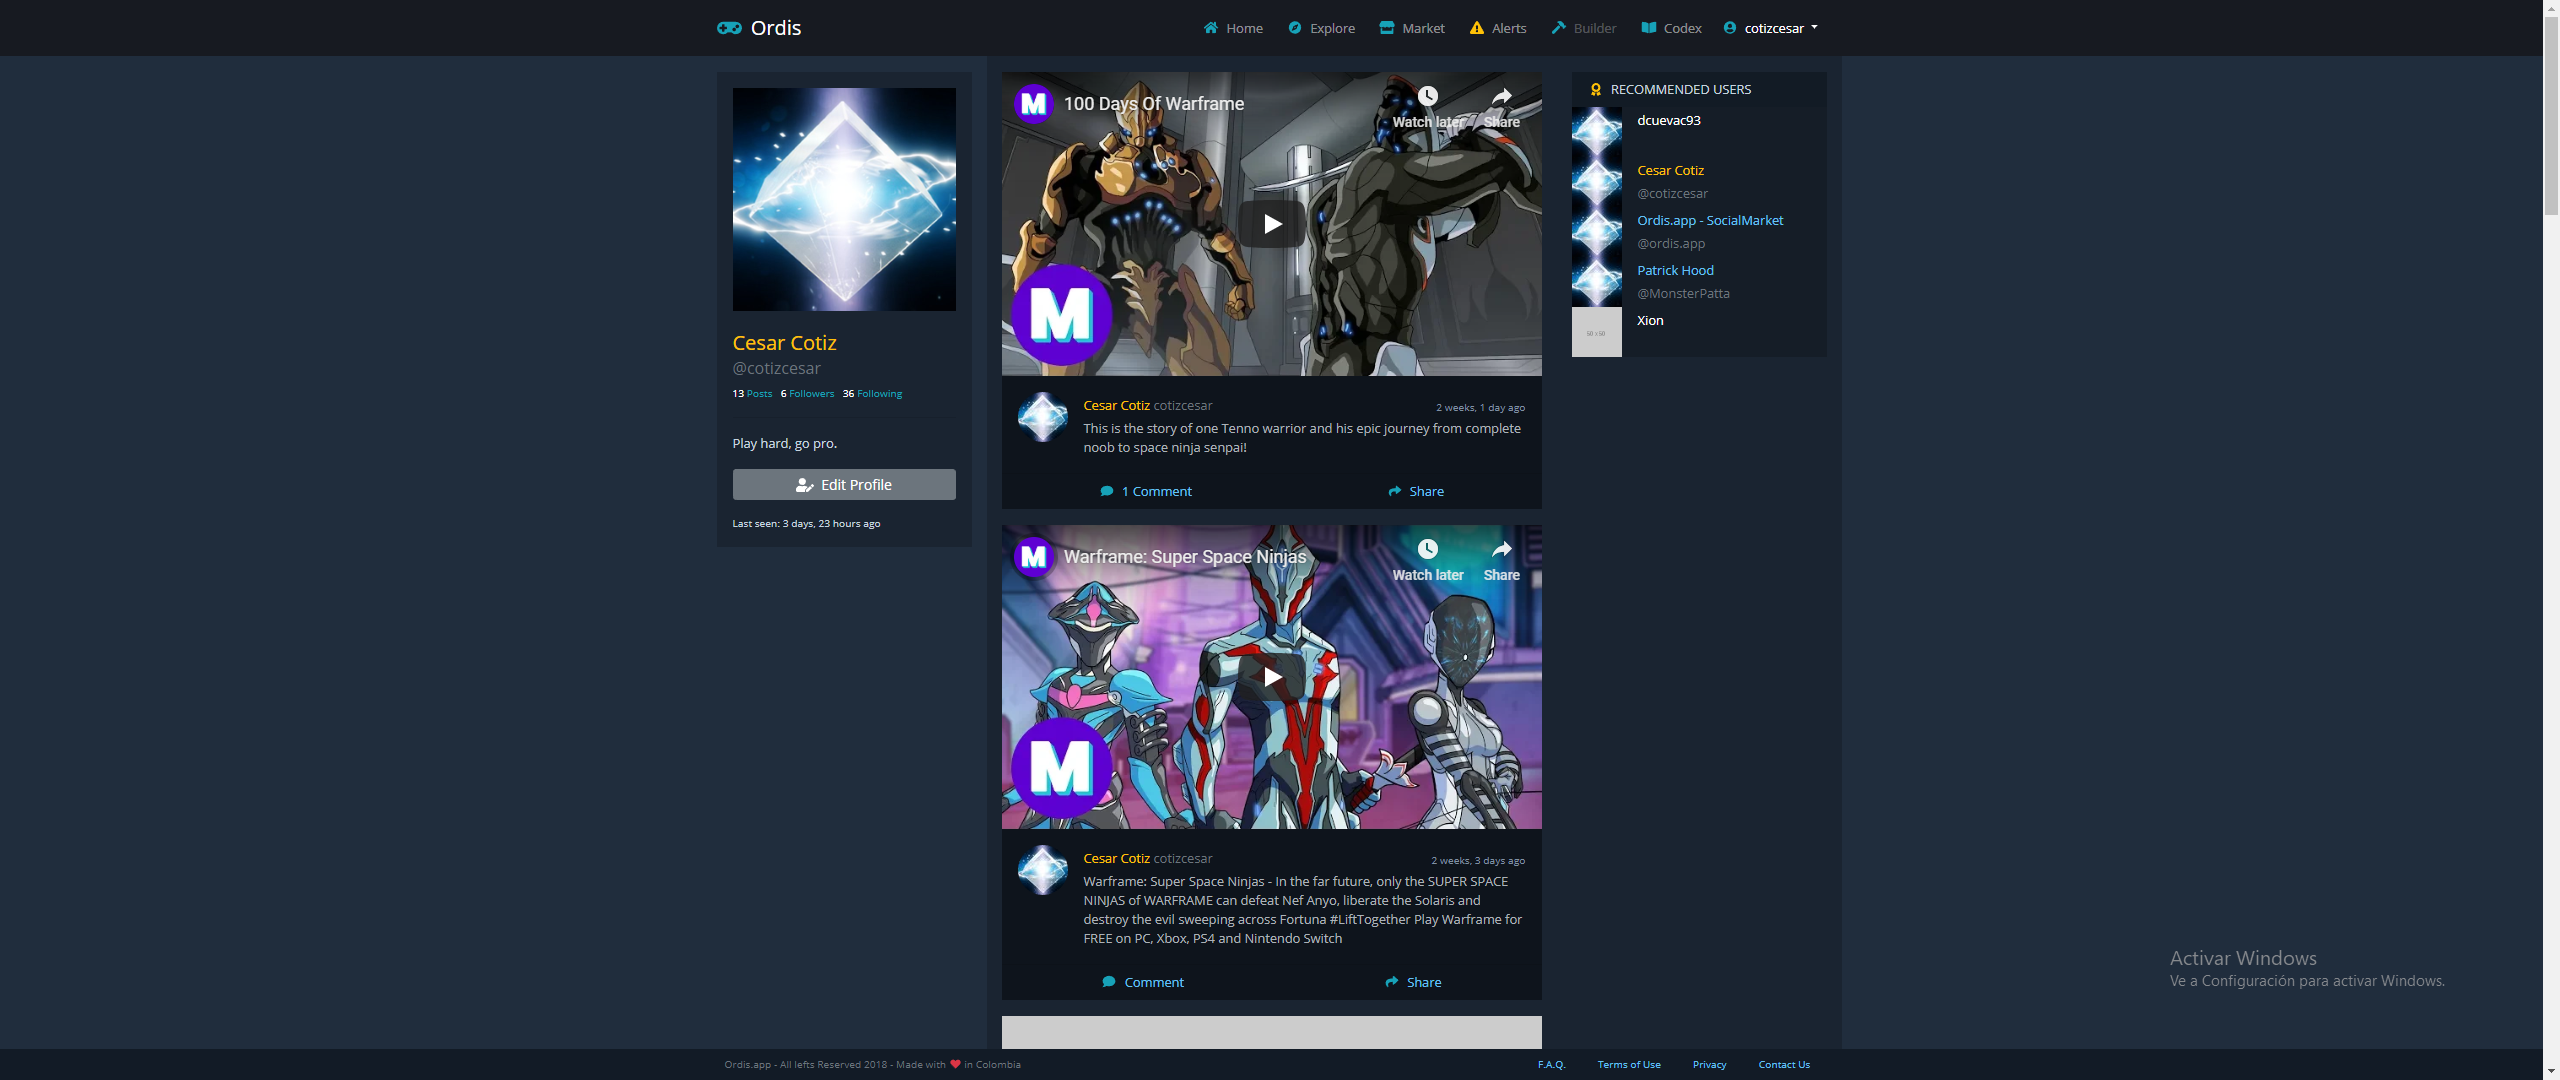 Ordis
Home
Explore
Market
Alerts
Builder
Codex
cotizcesar
Cesar Cotiz
@cotizcesar
13 Posts 6 Followers 36 Following
Play hard, go pro.
Edit Profile
Last seen: 3 days, 23 hours ago
M
100 Days Of Warframe
Watch later
Share
M
Cesar Cotiz cotizcesar
2 weeks, 1 day ago
This is the story of one Tenno warrior and his epic journey from complete
noob to space ninja senpai!
1 Comment
Share
M
Warframe: Super Space Ninjas
Watch later
Share
M
Cesar Cotiz cotizcesar
2 weeks, 3 days ago
Warframe: Super Space Ninjas - In the far future, only the SUPER SPACE
NINJAS of WARFRAME can defeat Nef Anyo, liberate the Solaris and
destroy the evil sweeping across Fortuna #LiftTogether Play Warframe for
FREE on PC, Xbox, PS4 and Nintendo Switch
Comment
Share
RECOMMENDED USERS
dcuevac93
Cesar Cotiz
@cotizcesar
Ordis.app - SocialMarket
@ordis.app
Patrick Hood
@MonsterPatta
50 x 50
Xion
Activar Windows
Ve a Configuración para activar Windows.
Ordis.app - All lefts Reserved 2018 - Made with ❤ in Colombia
F.A.Q.
Terms of Use
Privacy
Contact Us